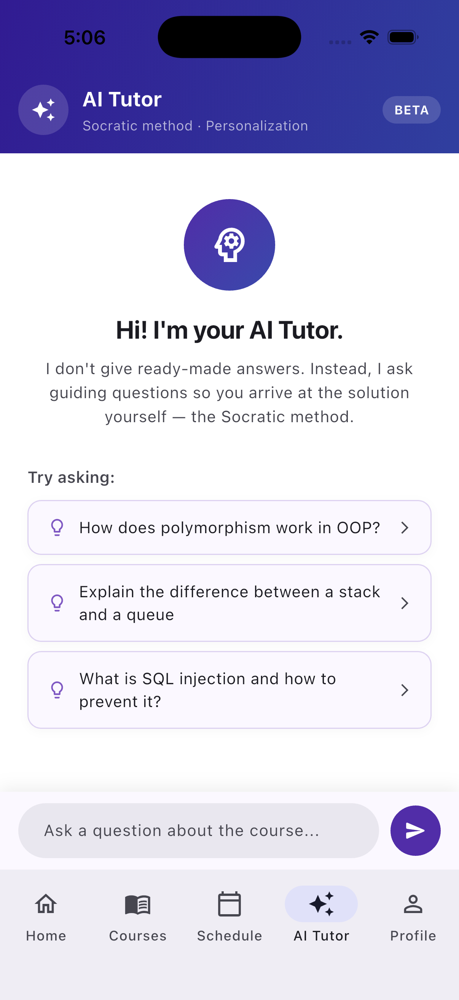 5:06
AI Tutor
Socratic method · Personalization
BETA
Hi! I'm your AI Tutor.
I don't give ready-made answers. Instead, I ask
guiding questions so you arrive at the solution
yourself — the Socratic method.
Try asking:
How does polymorphism work in OOP?
Explain the difference between a stack
and a queue
What is SQL injection and how to
prevent it?
Ask a question about the course...
Home
Courses
Schedule
AI Tutor
Profile